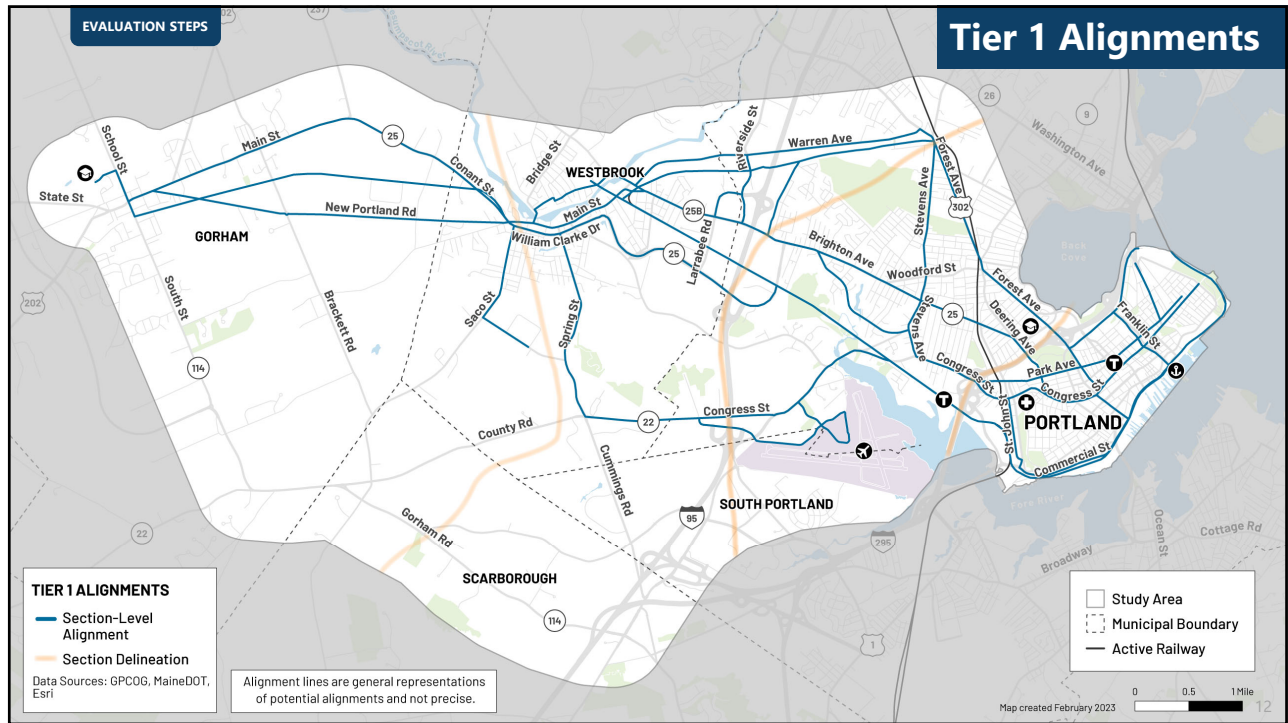 EVALUATION STEPS
Tier 1 Alignments
237
26
9
Washington Ave
Riverside St
Warren Ave
Forest Ave
School St
Main St
25
Conant St
Bridge St
WESTBROOK
State St
302
Stevens Ave
New Portland Rd
Main St
25B
GORHAM
William Clarke Dr
Larrabee Rd
Brighton Ave
Back Cove
25
Woodford St
Forest Ave
202
South St
Brackett Rd
Saco St
Spring St
Stevens Ave
25
Deering Ave
Franklin St
T
114
Congress St
Park Ave
Congress St
T
22
Congress St
St. John St
PORTLAND
County Rd
Commercial St
Cummings Rd
SOUTH PORTLAND
95
Fore River
22
Gorham Rd
295
Ocean St
Cottage Rd
Broadway
SCARBOROUGH
114
1
TIER 1 ALIGNMENTS
Section-Level
Alignment
Section Delineation
Data Sources: GPCOG, MaineDOT,
Esri
Alignment lines are general representations
of potential alignments and not precise.
Study Area
Municipal Boundary
Active Railway
0 0.5 1 Mile
Map created February 2023
12